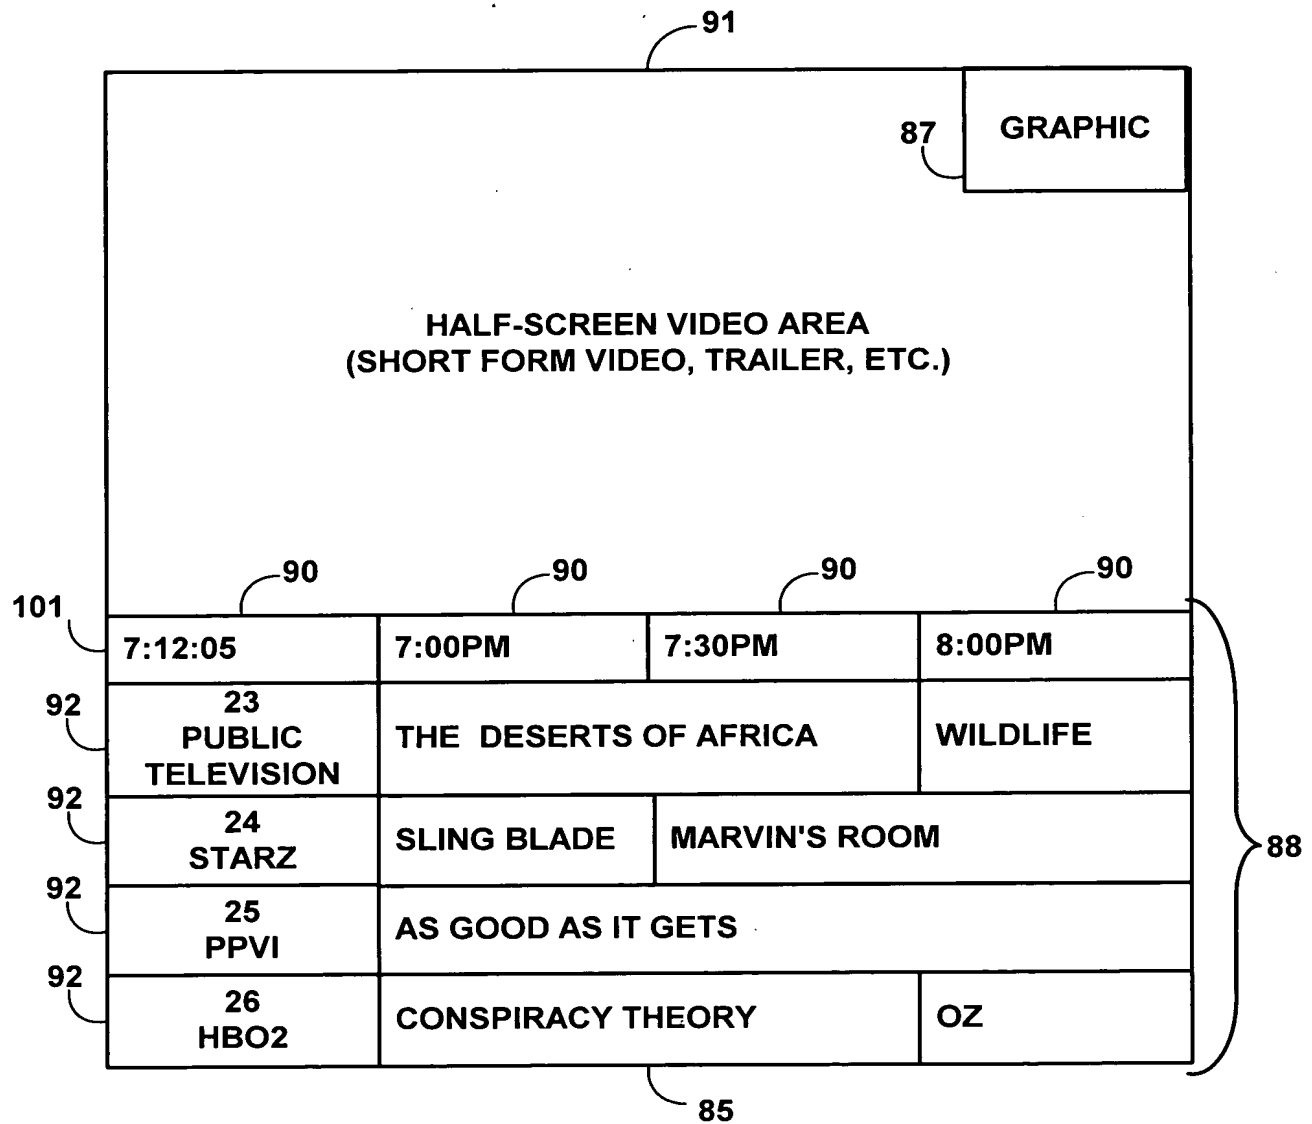 91
GRAPHIC
87
HALF-SCREEN VIDEO AREA
(SHORT FORM VIDEO, TRAILER, ETC.)
90 90 90 90
101
7:12:05 7:00PM 7:30PM 8:00PM
92
23
PUBLIC
TELEVISION
THE DESERTS OF AFRICA
WILDLIFE
92
24
STARZ
SLING BLADE
MARVIN'S ROOM
88
92
25
PPVI
AS GOOD AS IT GETS
92
26
HBO2
CONSPIRACY THEORY
OZ
85